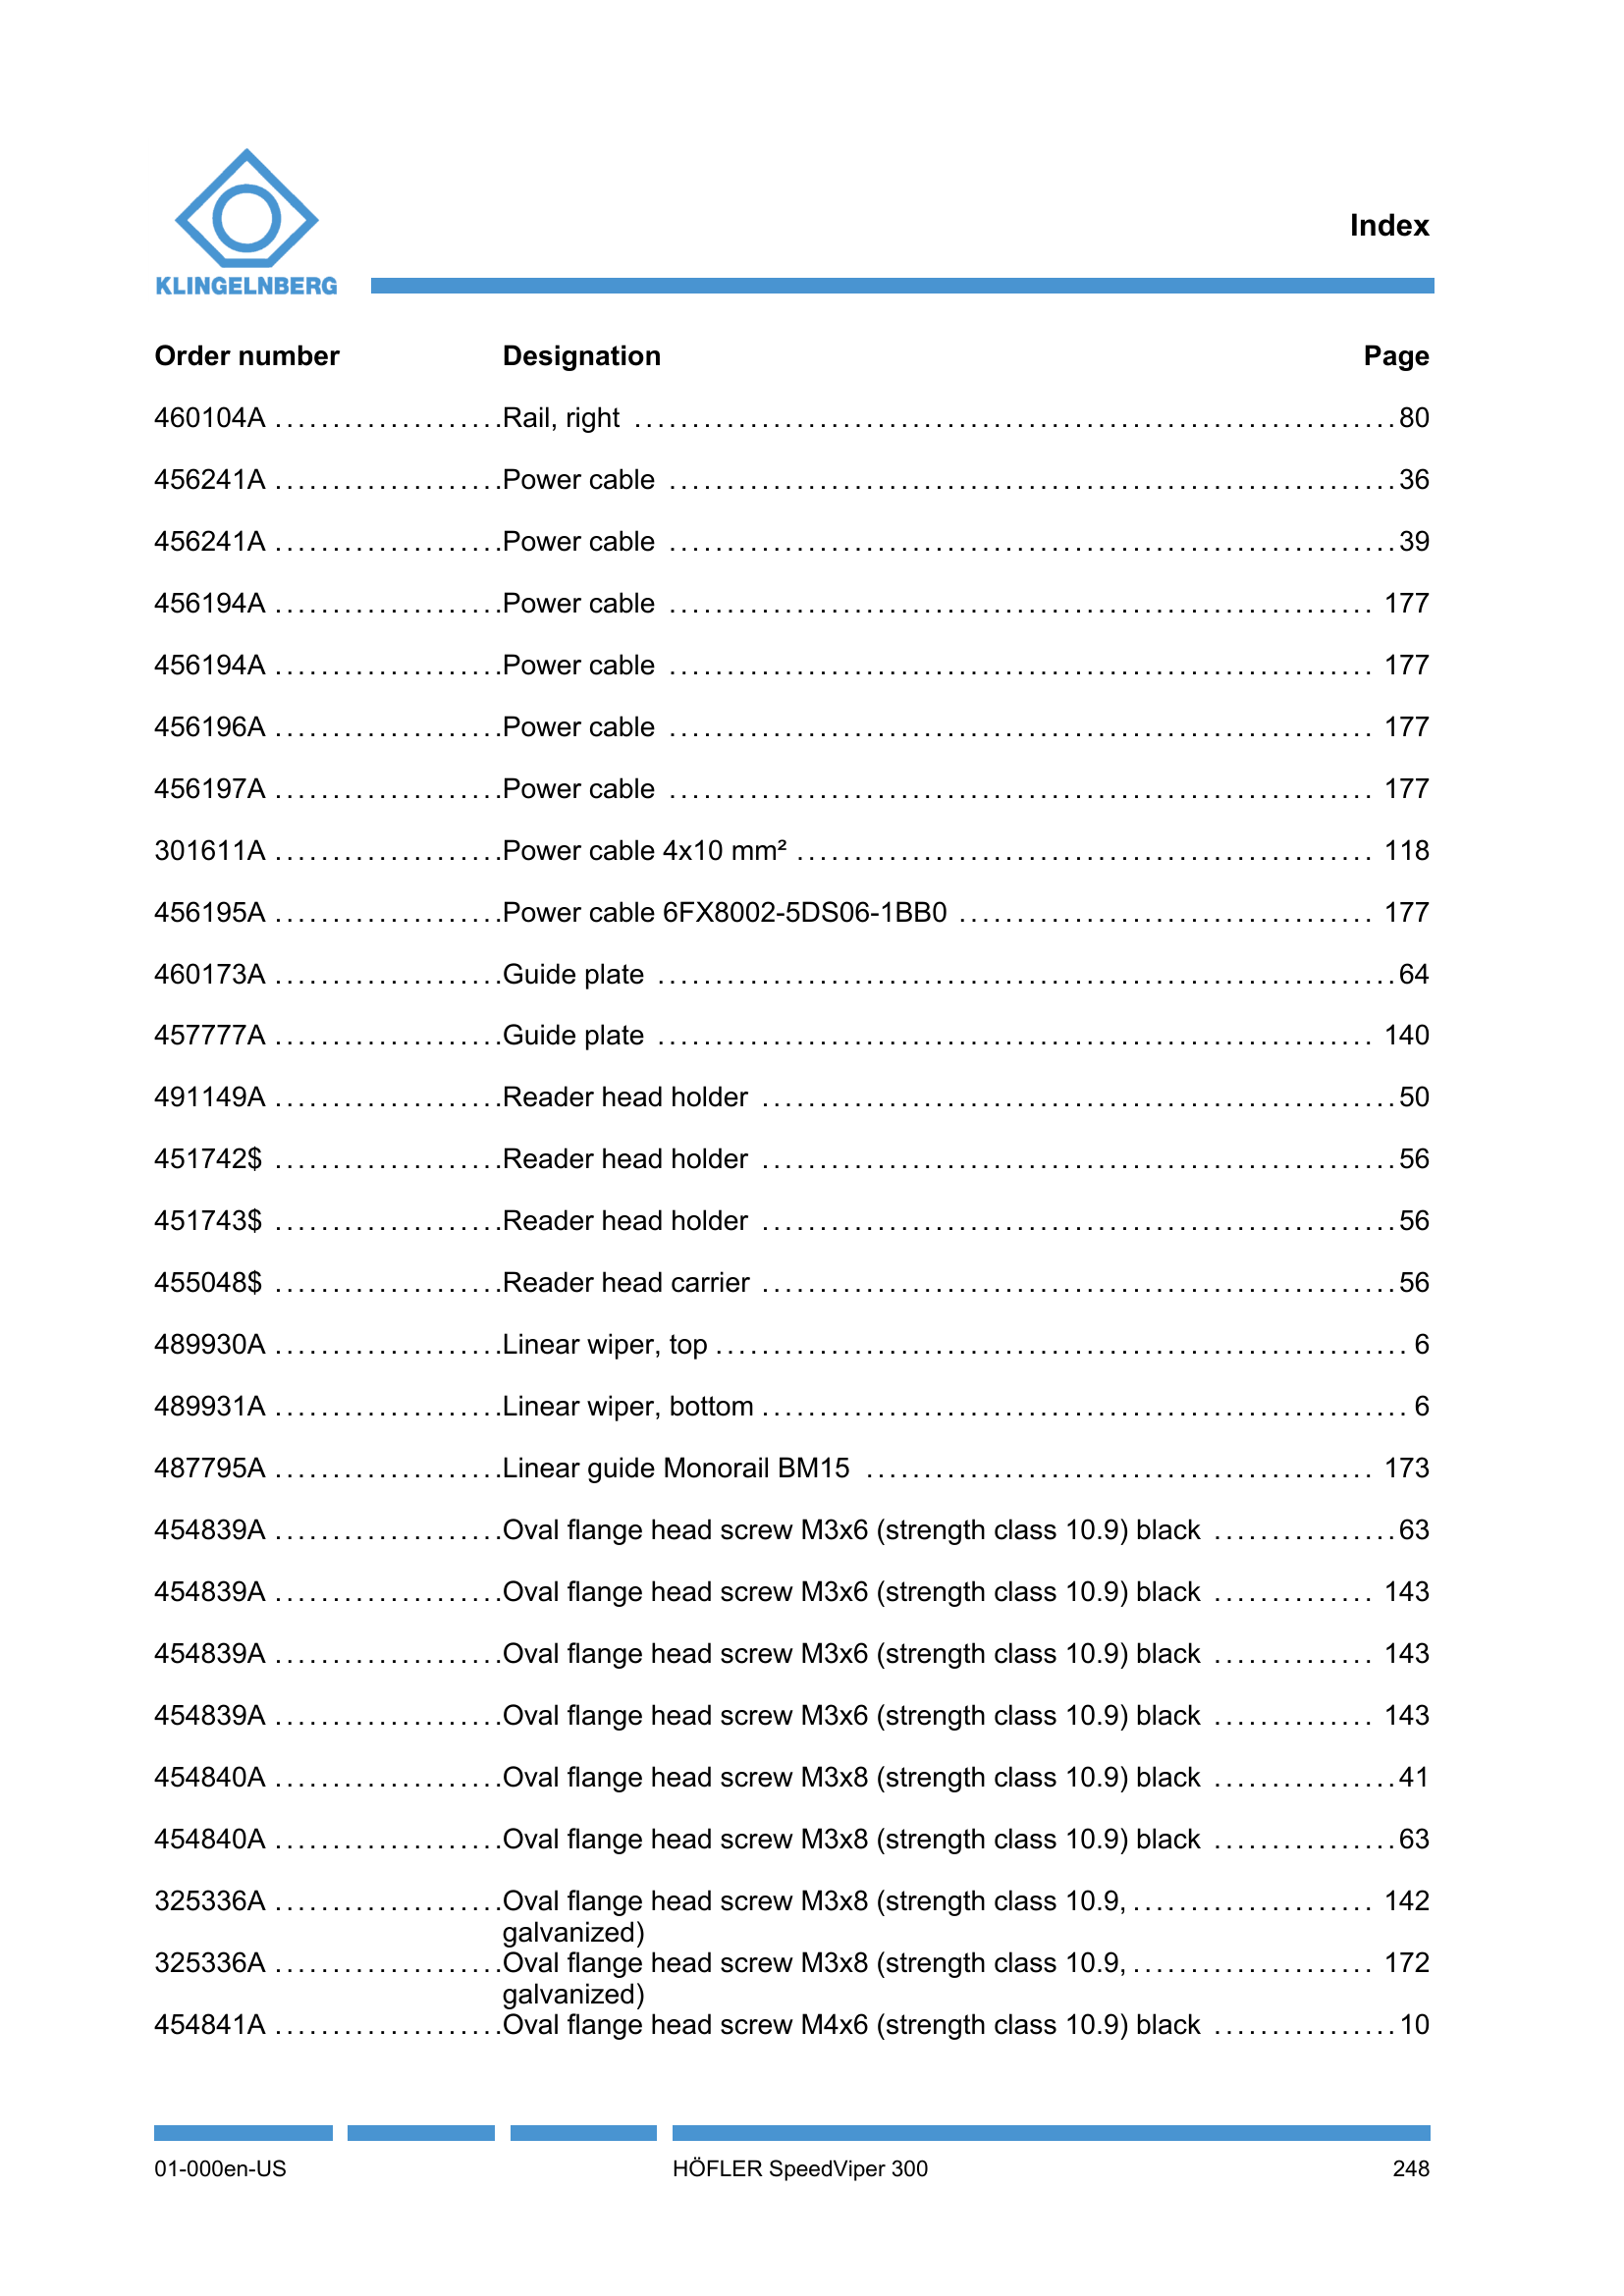 KLINGELNBERG
Index
Order number Designation Page
460104A ....................Rail, right ..................................................................80
456241A ....................Power cable ...............................................................36
456241A ....................Power cable ...............................................................39
456194A ....................Power cable ............................................................. 177
456194A ....................Power cable ............................................................. 177
456196A ....................Power cable ............................................................. 177
456197A ....................Power cable ............................................................. 177
301611A ....................Power cable 4x10 mm² .................................................. 118
456195A ....................Power cable 6FX8002-5DS06-1BB0 .................................... 177
460173A ....................Guide plate ................................................................64
457777A ....................Guide plate .............................................................. 140
491149A ....................Reader head holder .......................................................50
451742$ ....................Reader head holder .......................................................56
451743$ ....................Reader head holder .......................................................56
455048$ ....................Reader head carrier .......................................................56
489930A ....................Linear wiper, top ............................................................ 6
489931A ....................Linear wiper, bottom ........................................................ 6
487795A ....................Linear guide Monorail BM15 ............................................ 173
454839A ....................Oval flange head screw M3x6 (strength class 10.9) black ................63
454839A ....................Oval flange head screw M3x6 (strength class 10.9) black .............. 143
454839A ....................Oval flange head screw M3x6 (strength class 10.9) black .............. 143
454839A ....................Oval flange head screw M3x6 (strength class 10.9) black .............. 143
454840A ....................Oval flange head screw M3x8 (strength class 10.9) black ................41
454840A ....................Oval flange head screw M3x8 (strength class 10.9) black ................63
325336A ....................Oval flange head screw M3x8 (strength class 10.9, ..................... 142
galvanized)
325336A ....................Oval flange head screw M3x8 (strength class 10.9, ..................... 172
galvanized)
454841A ....................Oval flange head screw M4x6 (strength class 10.9) black ................10
01-000en-US HÖFLER SpeedViper 300 248